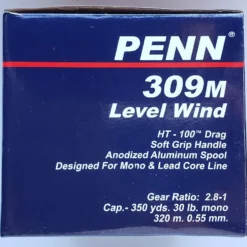 PENN®
309M
Level Wind
HT - 100™ Drag
Soft Grip Handle
Anodized Aluminum Spool
Designed For Mono & Lead Core Line
Gear Ratio: 2.8-1
Cap.- 350 yds. 30 lb. mono
320 m. 0.55 mm.